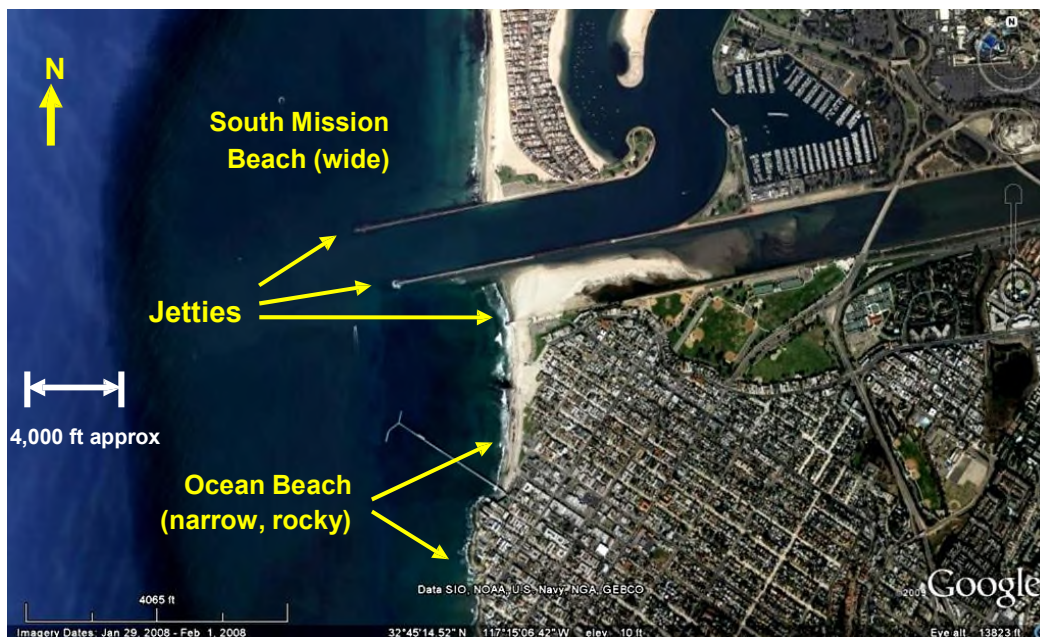 N
N
South Mission
Beach (wide)
Jetties
4,000 ft approx
Ocean Beach
(narrow, rocky)
Data SIO, NOAA, U.S. Navy, NGA, GEBCO
4065 ft
Google
Imagery Dates: Jan 29, 2008 - Feb 1, 2008
32°45'14.52" N 117°15'06.42" W elev 10 ft
Eye alt 13823 ft